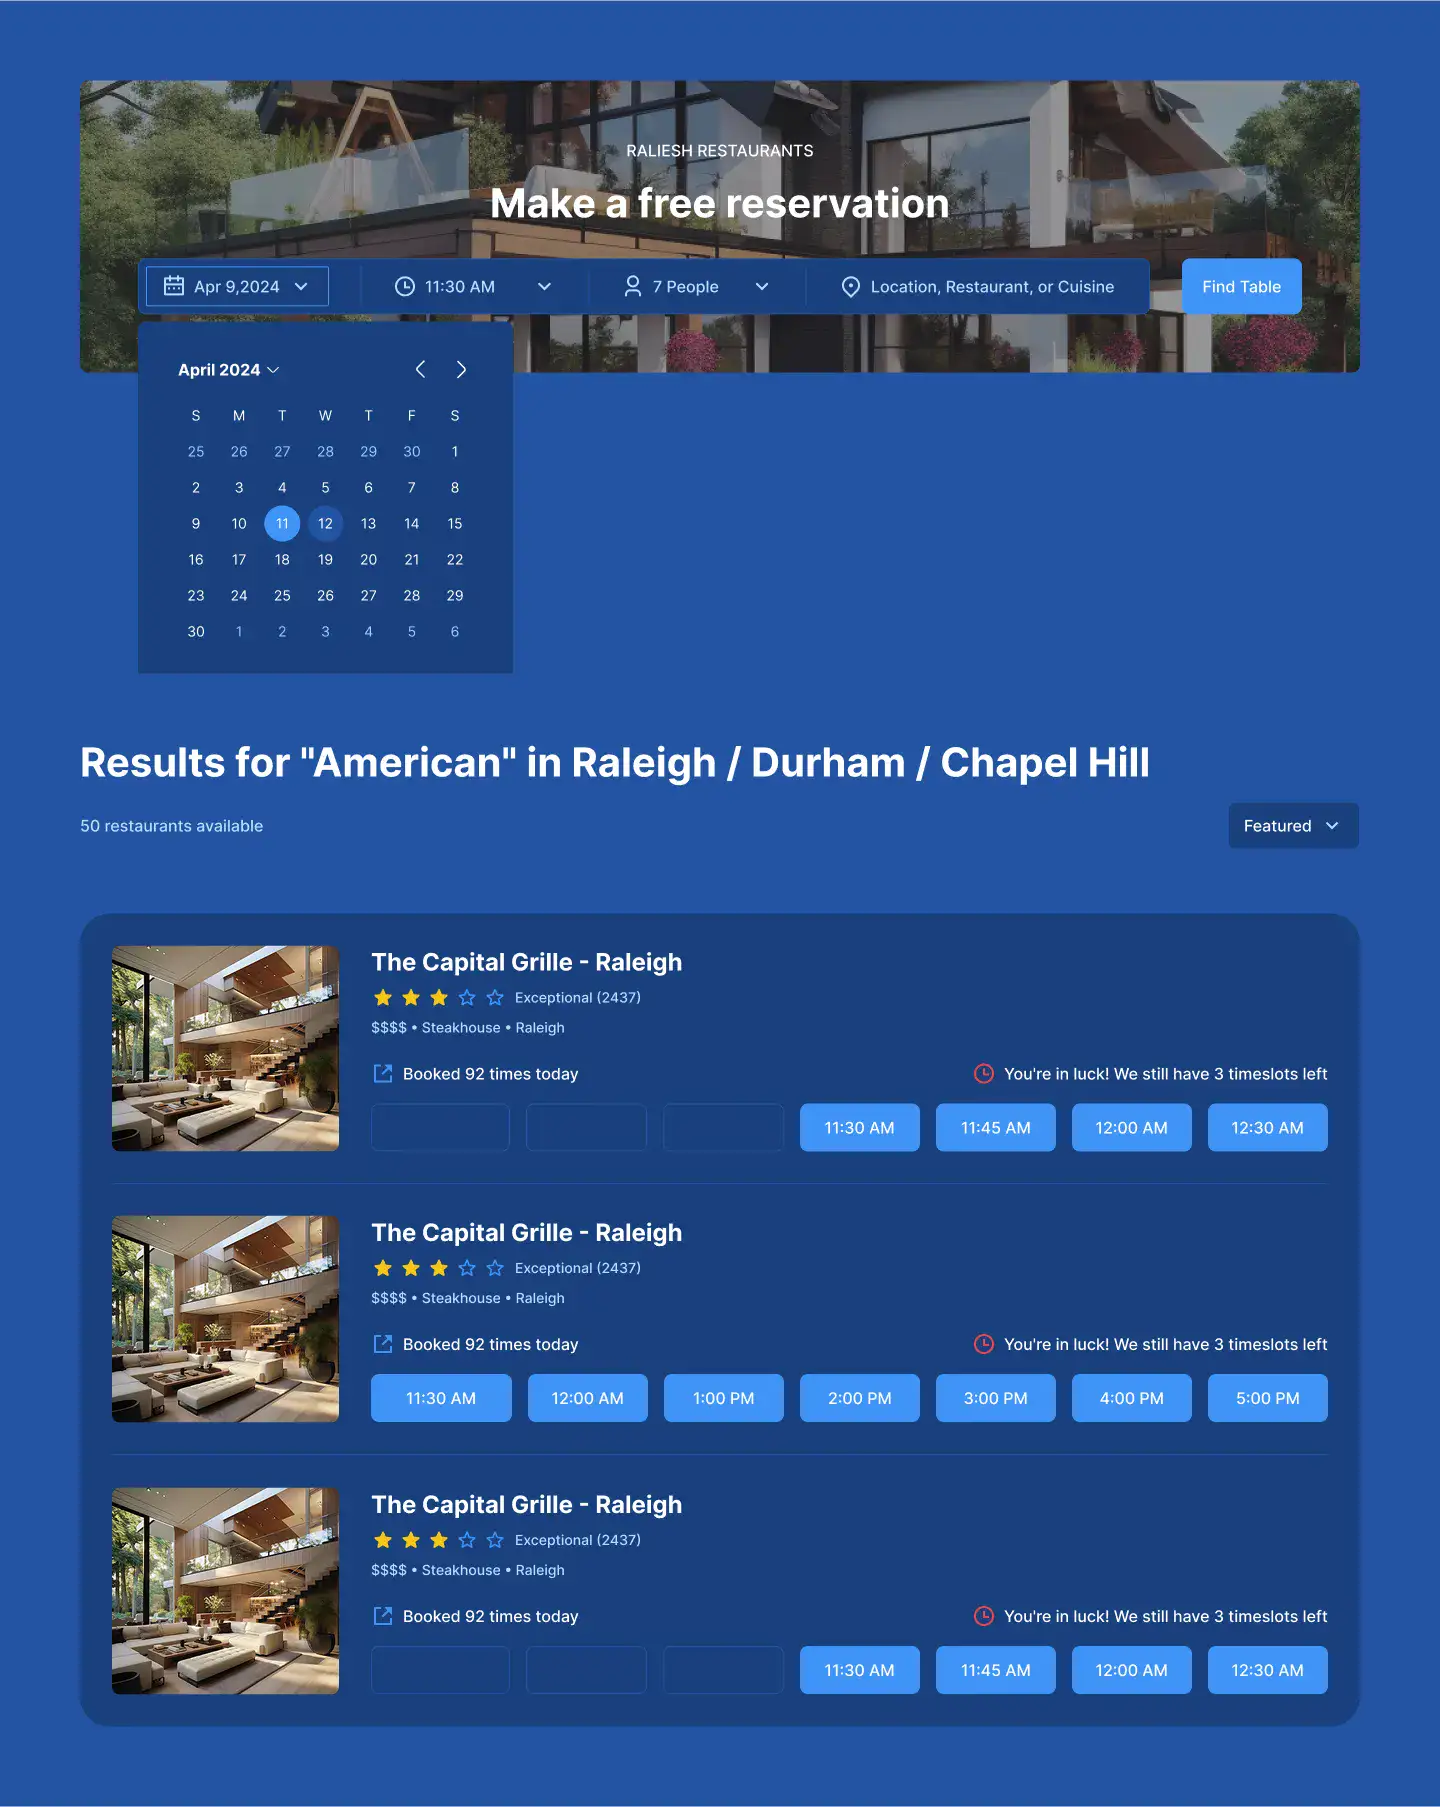 RALIESH RESTAURANTS
Make a free reservation
Apr 9,2024
11:30 AM
7 People
Location, Restaurant, or Cuisine
Find Table
April 2024
S M T W T F S
25 26 27 28 29 30 1
2 3 4 5 6 7 8
9 10 11 12 13 14 15
16 17 18 19 20 21 22
23 24 25 26 27 28 29
30 1 2 3 4 5 6
Results for "American" in Raleigh / Durham / Chapel Hill
50 restaurants available
Featured
The Capital Grille - Raleigh
Exceptional (2437)
$$$$ • Steakhouse • Raleigh
Booked 92 times today
You're in luck! We still have 3 timeslots left
11:30 AM 11:45 AM 12:00 AM 12:30 AM
The Capital Grille - Raleigh
Exceptional (2437)
$$$$ • Steakhouse • Raleigh
Booked 92 times today
You're in luck! We still have 3 timeslots left
11:30 AM 12:00 AM 1:00 PM 2:00 PM 3:00 PM 4:00 PM 5:00 PM
The Capital Grille - Raleigh
Exceptional (2437)
$$$$ • Steakhouse • Raleigh
Booked 92 times today
You're in luck! We still have 3 timeslots left
11:30 AM 11:45 AM 12:00 AM 12:30 AM